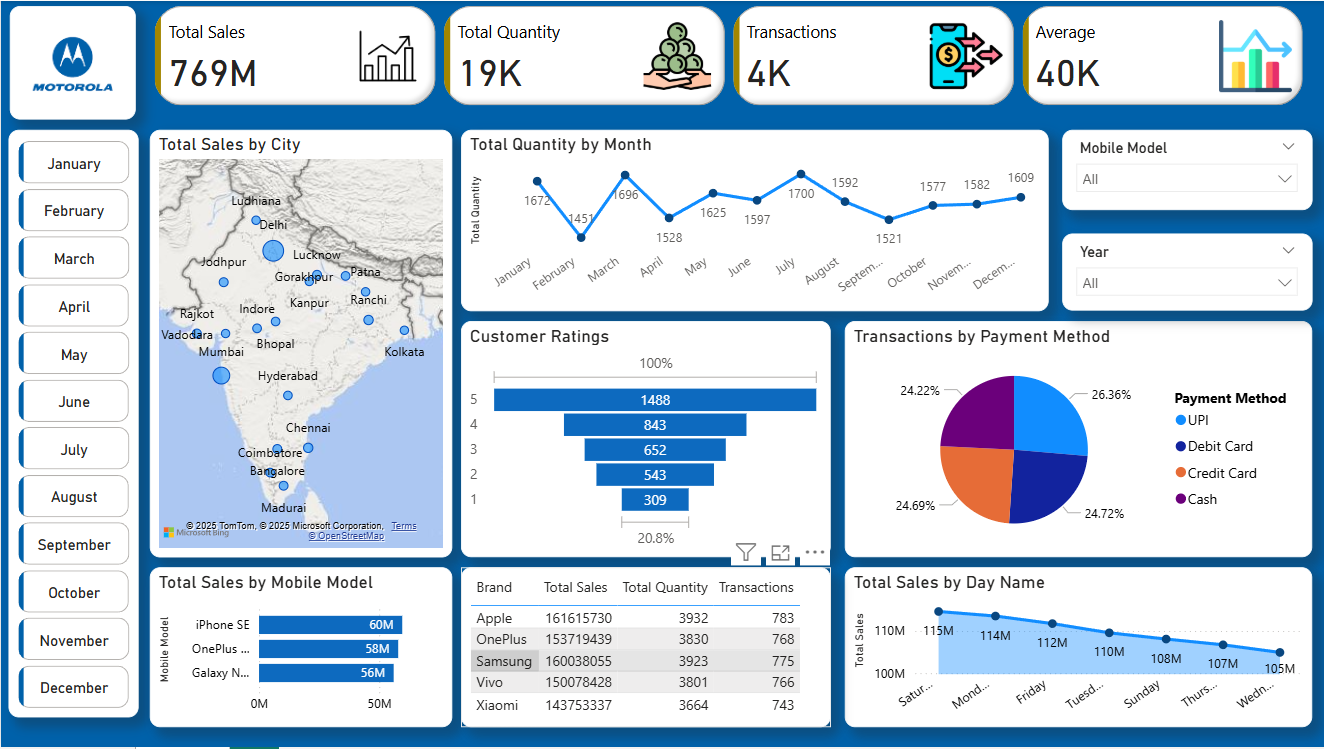 MOTOROLA
Total Sales
769M
Total Quantity
19K
Transactions
4K
Average
40K
January
February
March
April
May
June
July
August
September
October
November
December
Total Sales by City
Ludhiana
Delhi
Lucknow
Jodhpur
Gorakhpur
Patna
Kanpur
Ranchi
Rajkot
Indore
Vadodara
Bhopal
Mumbai
Kolkata
Hyderabad
Chennai
Coimbatore
Bangalore
Madurai
© 2025 TomTom, © 2025 Microsoft Corporation, Terms
Microsoft Bing
© OpenStreetMap
Total Quantity by Month
Total Quantity
1672
1451
1696
1528
1625
1597
1700
1592
1521
1577
1582
1609
January
February
March
April
May
June
July
August
Septem...
October
Novem...
Decem...
Mobile Model
All
Year
All
Customer Ratings
100%
5 1488
4 843
3 652
2 543
1 309
20.8%
Transactions by Payment Method
24.22%
26.36%
24.69%
24.72%
Payment Method
UPI
Debit Card
Credit Card
Cash
Total Sales by Mobile Model
Mobile Model
iPhone SE 60M
OnePlus ... 58M
Galaxy N... 56M
0M 50M
Brand Total Sales Total Quantity Transactions
Apple 161615730 3932 783
OnePlus 153719439 3830 768
Samsung 160038055 3923 775
Vivo 150078428 3801 766
Xiaomi 143753337 3664 743
Total Sales by Day Name
Total Sales
110M
100M
115M
114M
112M
110M
108M
107M
105M
Satur...
Mond...
Friday
Tuesd...
Sunday
Thurs...
Wedn...